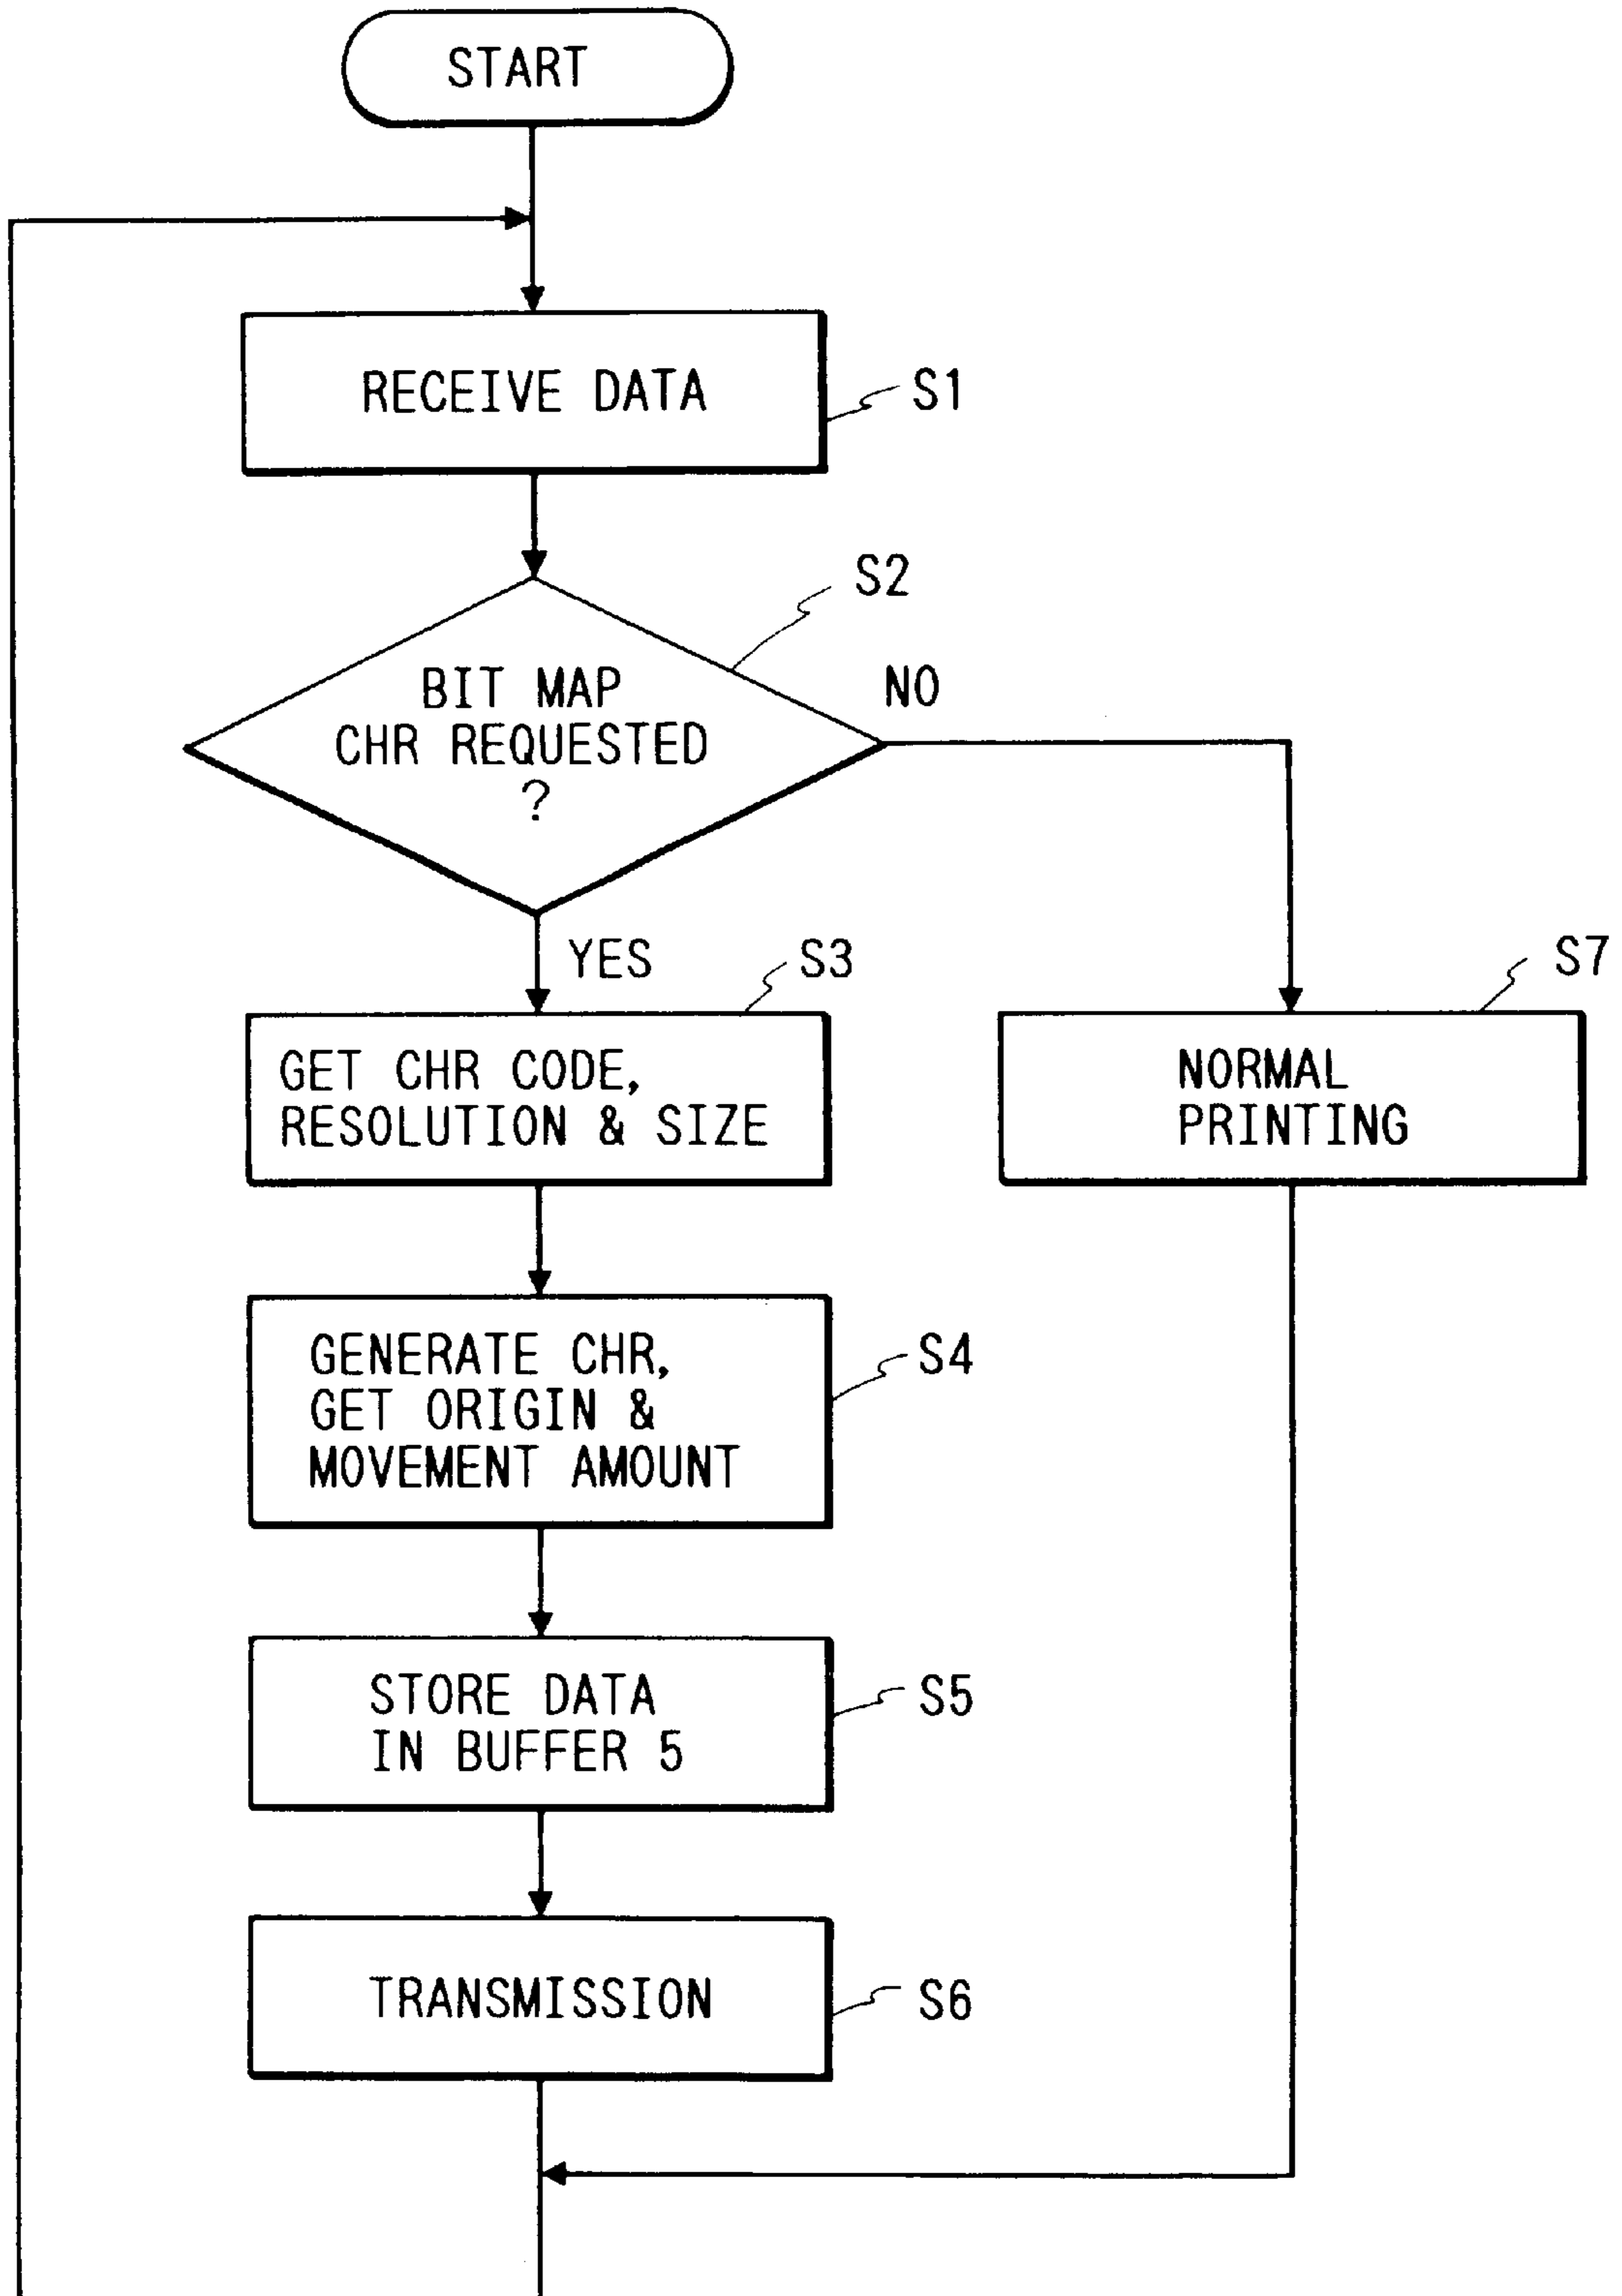 START
RECEIVE DATA
S1
S2
BIT MAP
CHR REQUESTED
?
NO
YES
S3
S7
GET CHR CODE,
RESOLUTION & SIZE
NORMAL
PRINTING
GENERATE CHR,
GET ORIGIN &
MOVEMENT AMOUNT
S4
STORE DATA
IN BUFFER 5
S5
TRANSMISSION
S6